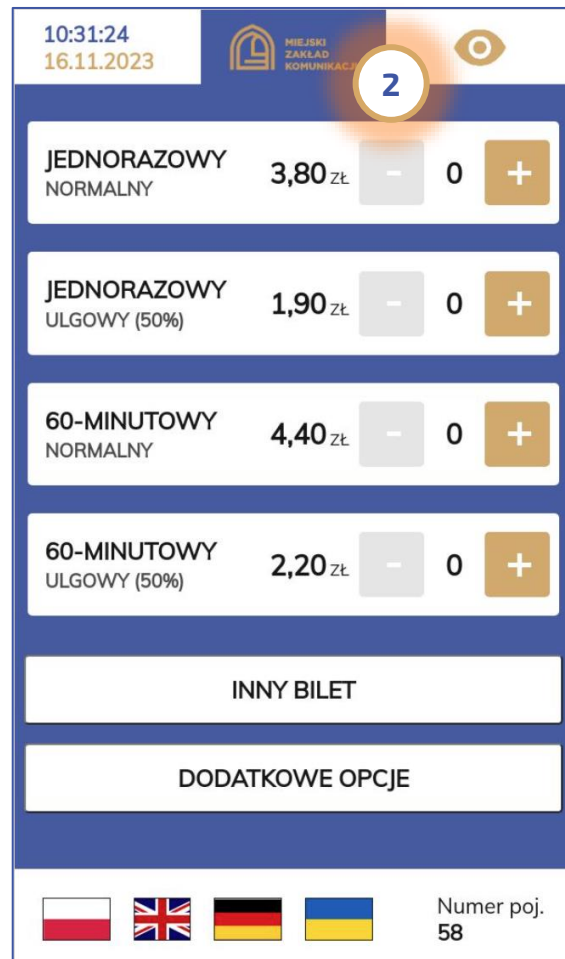 10:31:24
16.11.2023
MIEJSKI
ZAKŁAD
KOMUNIKACJI
2
JEDNORAZOWY
NORMALNY
3,80 ZŁ - 0 +
JEDNORAZOWY
ULGOWY (50%)
1,90 ZŁ - 0 +
60-MINUTOWY
NORMALNY
4,40 ZŁ - 0 +
60-MINUTOWY
ULGOWY (50%)
2,20 ZŁ - 0 +
INNY BILET
DODATKOWE OPCJE
Numer poj.
58